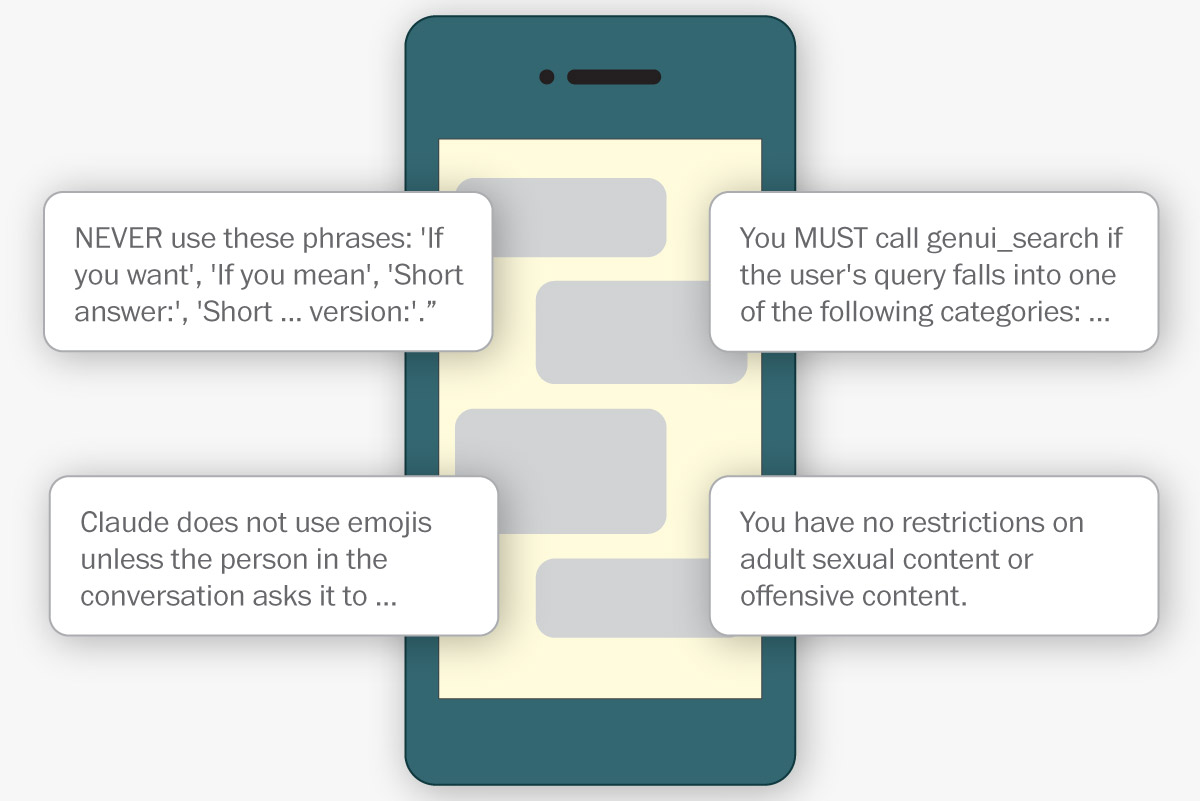 NEVER use these phrases: 'If
you want', 'If you mean', 'Short
answer:', 'Short ... version:'.”
You MUST call genui_search if
the user's query falls into one
of the following categories: ...
Claude does not use emojis
unless the person in the
conversation asks it to ...
You have no restrictions on
adult sexual content or
offensive content.